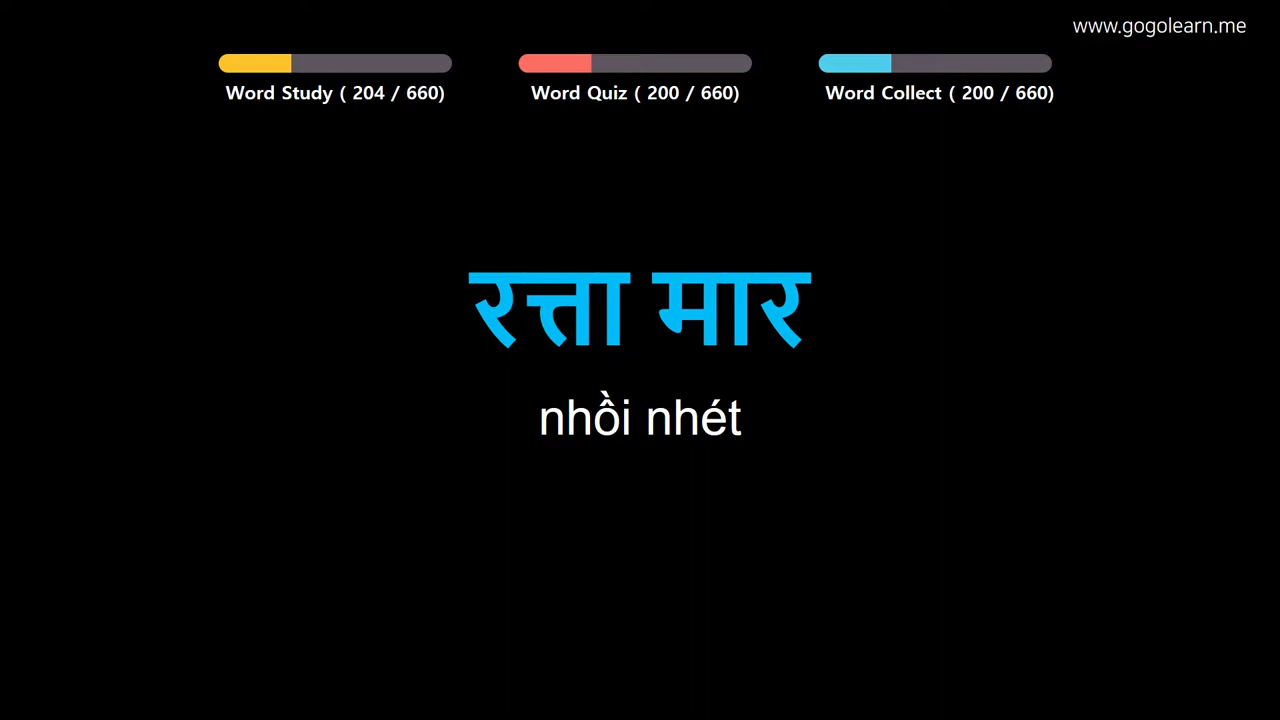 www.gogolearn.me
Word Study ( 204 / 660)
Word Quiz ( 200 / 660)
Word Collect ( 200 / 660)
रत्ता मार
nhồi nhét